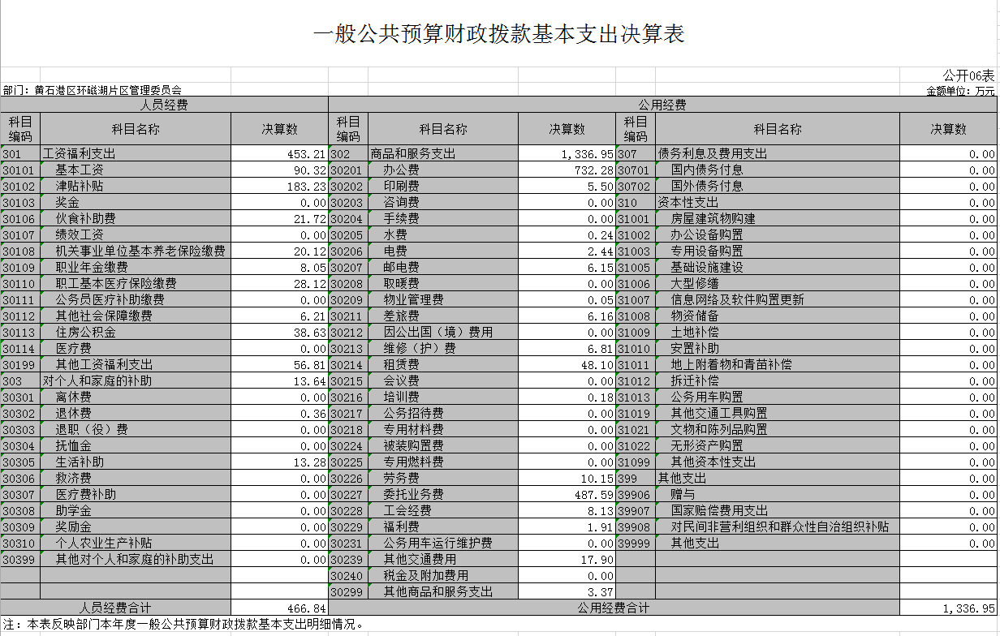 一般公共预算财政拨款基本支出决算表
公开06表
部门：黄石港区环磁湖片区管理委员会 金额单位：万元
人员经费 公用经费
科目编码 科目名称 决算数 科目编码 科目名称 决算数 科目编码 科目名称 决算数
301 工资福利支出 453.21 302 商品和服务支出 1,336.95 307 债务利息及费用支出 0.00
30101 基本工资 90.32 30201 办公费 732.28 30701 国内债务付息 0.00
30102 津贴补贴 183.23 30202 印刷费 5.50 30702 国外债务付息 0.00
30103 奖金 0.00 30203 咨询费 0.00 310 资本性支出 0.00
30106 伙食补助费 21.72 30204 手续费 0.00 31001 房屋建筑物购建 0.00
30107 绩效工资 0.00 30205 水费 0.24 31002 办公设备购置 0.00
30108 机关事业单位基本养老保险缴费 20.12 30206 电费 2.44 31003 专用设备购置 0.00
30109 职业年金缴费 8.05 30207 邮电费 6.15 31005 基础设施建设 0.00
30110 职工基本医疗保险缴费 28.12 30208 取暖费 0.00 31006 大型修缮 0.00
30111 公务员医疗补助缴费 0.00 30209 物业管理费 0.05 31007 信息网络及软件购置更新 0.00
30112 其他社会保障缴费 6.21 30211 差旅费 6.16 31008 物资储备 0.00
30113 住房公积金 38.63 30212 因公出国（境）费用 0.00 31009 土地补偿 0.00
30114 医疗费 0.00 30213 维修（护）费 6.81 31010 安置补助 0.00
30199 其他工资福利支出 56.81 30214 租赁费 48.10 31011 地上附着物和青苗补偿 0.00
303 对个人和家庭的补助 13.64 30215 会议费 0.00 31012 拆迁补偿 0.00
30301 离休费 0.00 30216 培训费 0.18 31013 公务用车购置 0.00
30302 退休费 0.36 30217 公务招待费 0.00 31019 其他交通工具购置 0.00
30303 退职（役）费 0.00 30218 专用材料费 0.00 31021 文物和陈列品购置 0.00
30304 抚恤金 0.00 30224 被装购置费 0.00 31022 无形资产购置 0.00
30305 生活补助 13.28 30225 专用燃料费 0.00 31099 其他资本性支出 0.00
30306 救济费 0.00 30226 劳务费 10.15 399 其他支出 0.00
30307 医疗费补助 0.00 30227 委托业务费 487.59 39906 赠与 0.00
30308 助学金 0.00 30228 工会经费 8.13 39907 国家赔偿费用支出 0.00
30309 奖励金 0.00 30229 福利费 1.91 39908 对民间非营利组织和群众性自治组织补贴 0.00
30310 个人农业生产补贴 0.00 30231 公务用车运行维护费 0.00 39999 其他支出 0.00
30399 其他对个人和家庭的补助支出 0.00 30239 其他交通费用 17.90
30240 税金及附加费用 0.00
30299 其他商品和服务支出 3.37
人员经费合计 466.84 公用经费合计 1,336.95
注：本表反映部门本年度一般公共预算财政拨款基本支出明细情况。